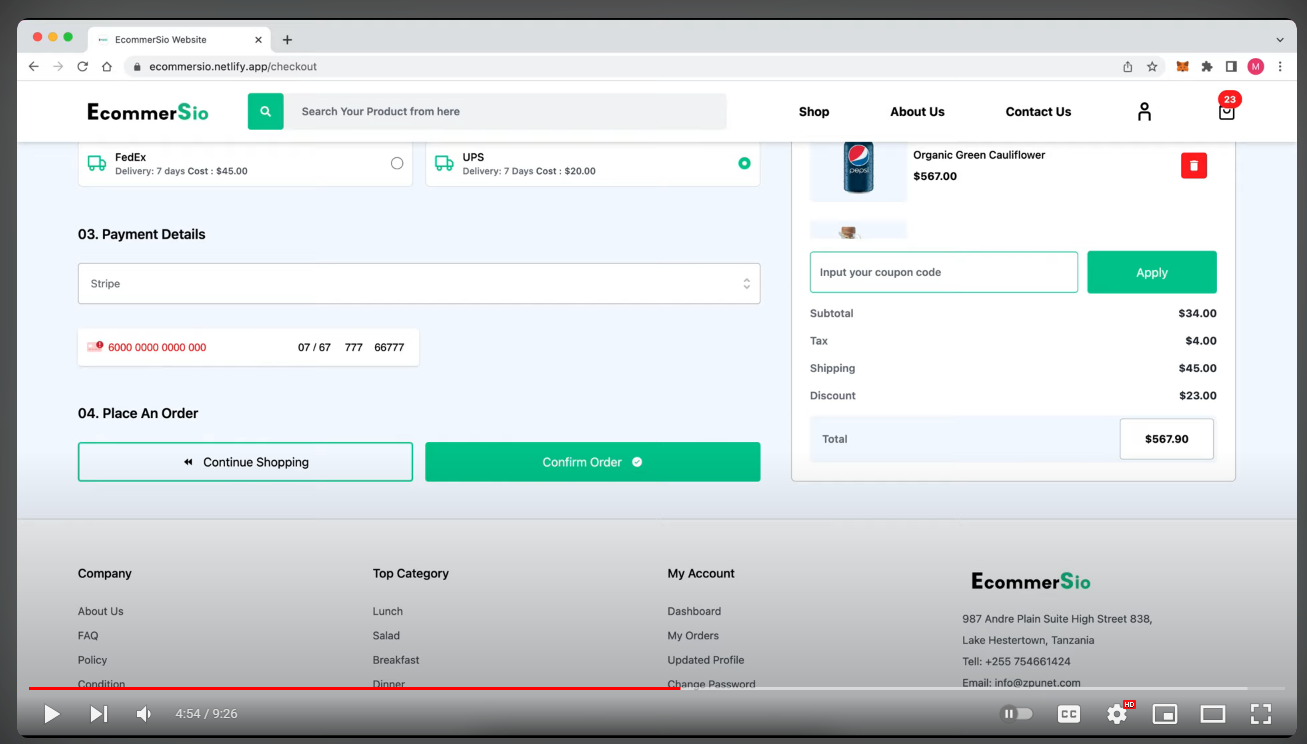 EcommerSio Website
ecommersio.netlify.app/checkout
M
EcommerSio
Search Your Product from here
Shop
About Us
Contact Us
23
FedEx
Delivery: 7 days Cost : $45.00
UPS
Delivery: 7 Days Cost : $20.00
pepsi
Organic Green Cauliflower
$567.00
03. Payment Details
Stripe
6000 0000 0000 000 07 / 67 777 66777
Input your coupon code
Apply
Subtotal $34.00
Tax $4.00
Shipping $45.00
Discount $23.00
Total $567.90
04. Place An Order
Continue Shopping
Confirm Order
Company
About Us
FAQ
Policy
Condition
Top Category
Lunch
Salad
Breakfast
Dinner
My Account
Dashboard
My Orders
Updated Profile
Change Password
EcommerSio
987 Andre Plain Suite High Street 838,
Lake Hestertown, Tanzania
Tell: +255 754661424
Email: info@zpunet.com
4:54 / 9:26
CC
HD